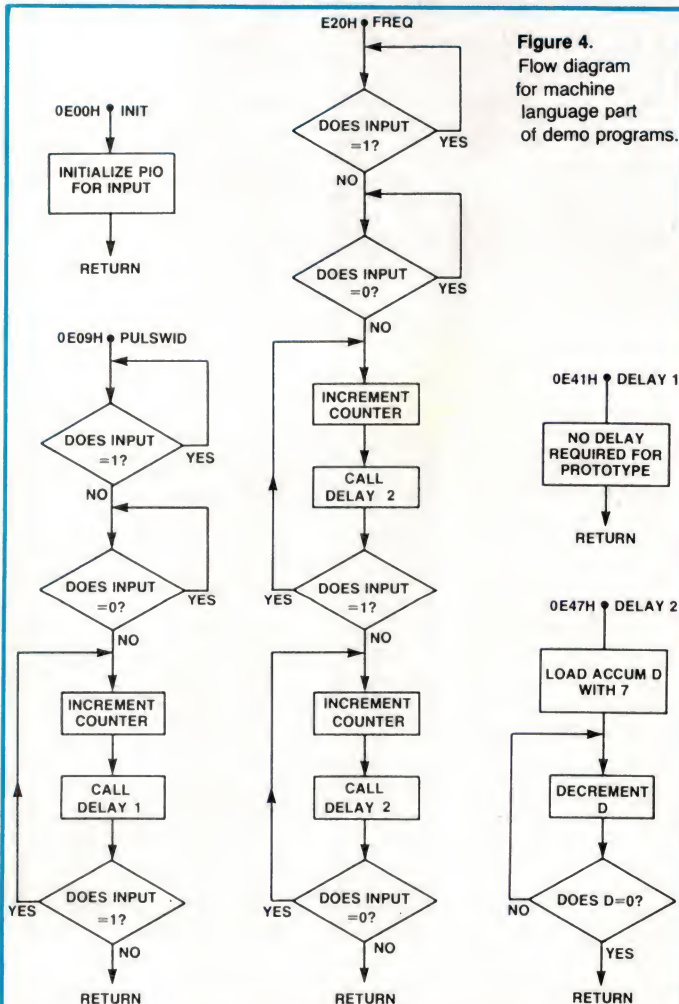 Figure 4.
Flow diagram
for machine
language part
of demo programs.
0E00H INIT
INITIALIZE PIO
FOR INPUT
RETURN
0E09H PULSWID
DOES INPUT
=1?
YES
NO
DOES INPUT
=0?
YES
NO
INCREMENT
COUNTER
CALL
DELAY 1
DOES INPUT
=1?
YES
NO
RETURN
E20H FREQ
DOES INPUT
=1?
YES
NO
DOES INPUT
=0?
YES
NO
INCREMENT
COUNTER
CALL
DELAY 2
DOES INPUT
=1?
YES
NO
INCREMENT
COUNTER
CALL
DELAY 2
DOES INPUT
=0?
YES
NO
RETURN
0E41H DELAY 1
NO DELAY
REQUIRED FOR
PROTOTYPE
RETURN
0E47H DELAY 2
LOAD ACCUM D
WITH 7
DECREMENT
D
DOES D=0?
NO
YES
RETURN